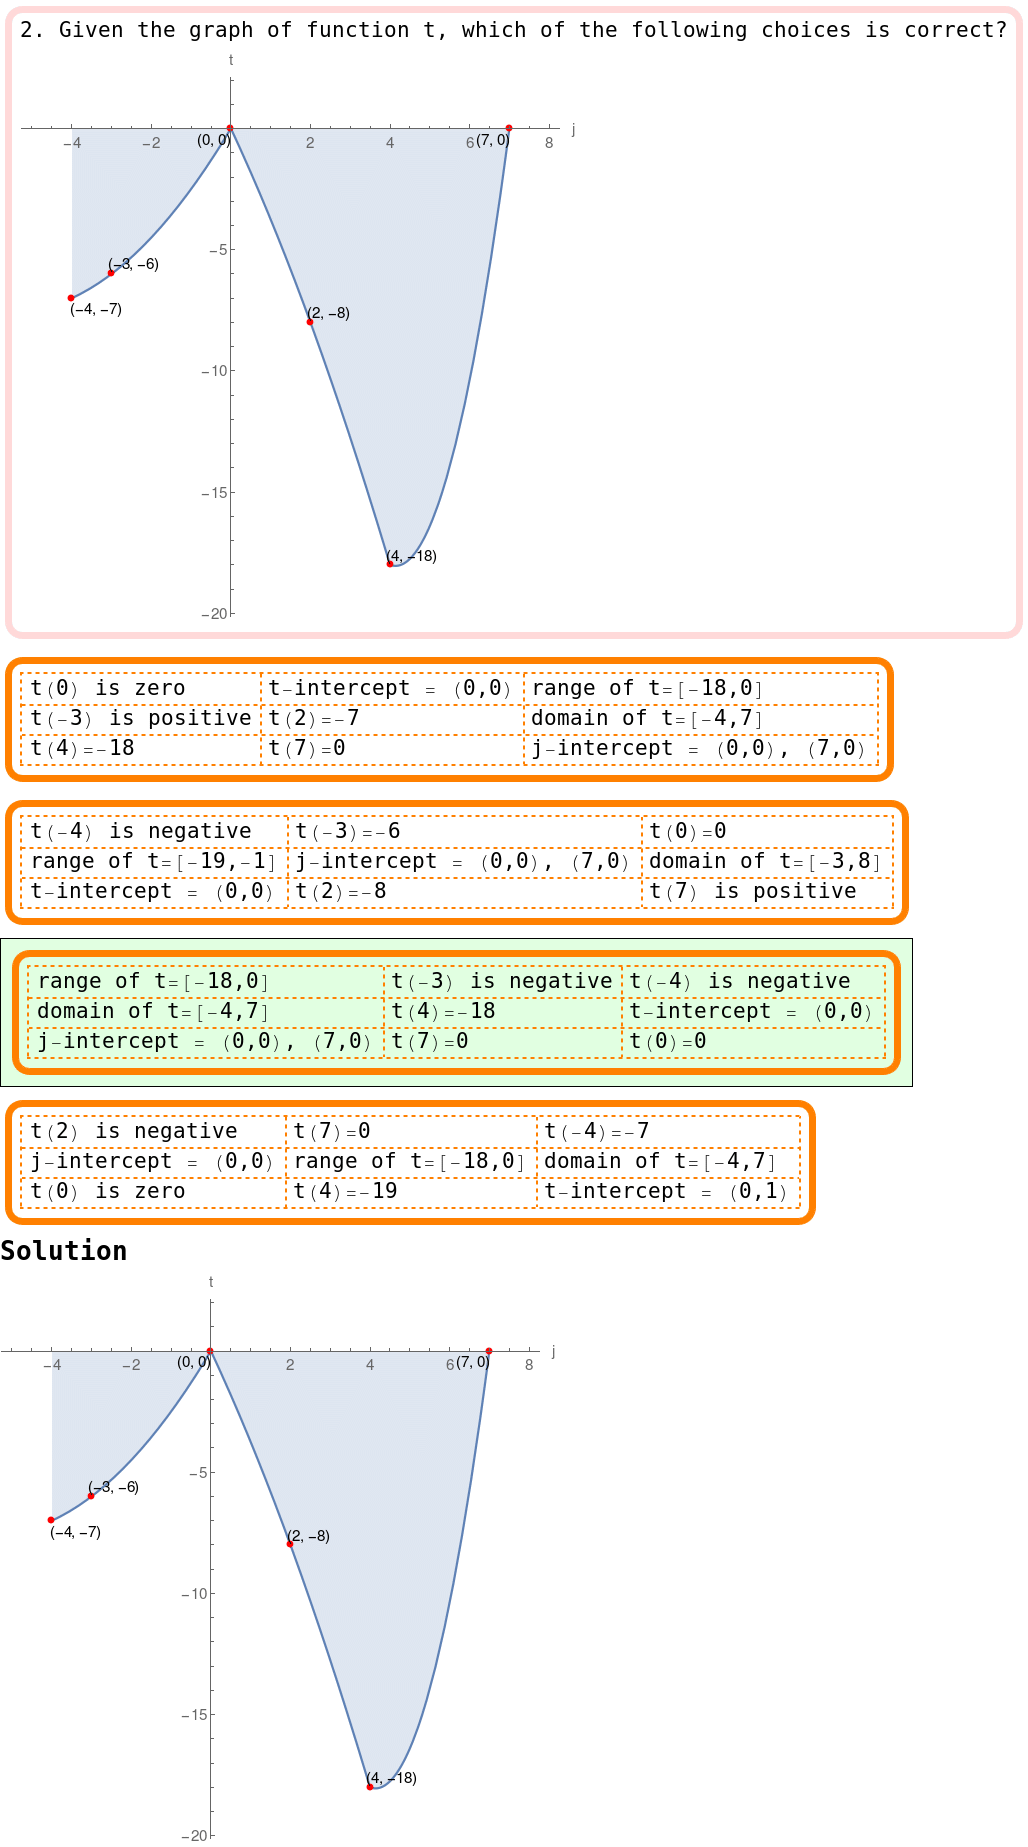 2. Given the graph of function t, which of the following choices is correct?
t
j
−4 −2 2 4 6 8
(0, 0) (7, 0)
−5
(−3, −6)
(−4, −7)
(2, −8)
−10
−15
(4, −18)
−20
t(0) is zero t-intercept = (0,0) range of t=[-18,0]
t(-3) is positive t(2)=-7 domain of t=[-4,7]
t(4)=-18 t(7)=0 j-intercept = (0,0), (7,0)
t(-4) is negative t(-3)=-6 t(0)=0
range of t=[-19,-1] j-intercept = (0,0), (7,0) domain of t=[-3,8]
t-intercept = (0,0) t(2)=-8 t(7) is positive
range of t=[-18,0] t(-3) is negative t(-4) is negative
domain of t=[-4,7] t(4)=-18 t-intercept = (0,0)
j-intercept = (0,0), (7,0) t(7)=0 t(0)=0
t(2) is negative t(7)=0 t(-4)=-7
j-intercept = (0,0) range of t=[-18,0] domain of t=[-4,7]
t(0) is zero t(4)=-19 t-intercept = (0,1)
Solution
t
j
−4 −2 2 4 6 8
(0, 0) (7, 0)
−5
(−3, −6)
(−4, −7)
(2, −8)
−10
−15
(4, −18)
−20